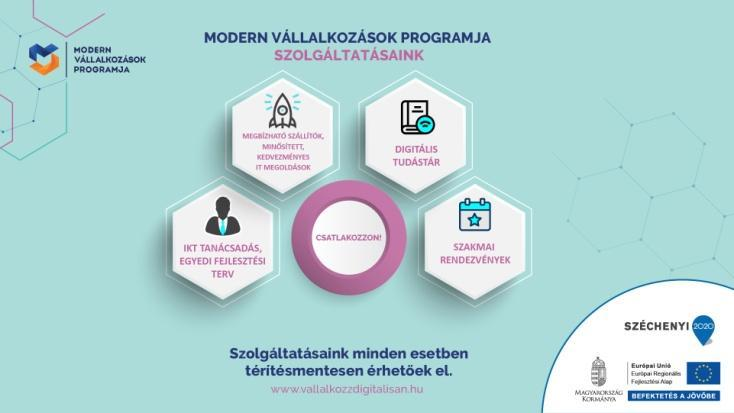 MODERN
VÁLLALKOZÁSOK
PROGRAMJA
MODERN VÁLLALKOZÁSOK PROGRAMJA
SZOLGÁLTATÁSAINK
MEGBÍZHATÓ SZÁLLÍTÓK,
MINŐSÍTETT,
KEDVEZMÉNYES
IT MEGOLDÁSOK
DIGITÁLIS
TUDÁSTÁR
IKT TANÁCSADÁS,
EGYEDI FEJLESZTÉSI
TERV
CSATLAKOZZON!
SZAKMAI
RENDEZVÉNYEK
Szolgáltatásaink minden esetben
térítésmentesen érhetőek el.
www.vallalkozzdigitalisan.hu
SZÉCHENYI 2020
MAGYARORSZÁG
KORMÁNYA
Európai Unió
Európai Regionális
Fejlesztési Alap
BEFEKTETÉS A JÖVŐBE